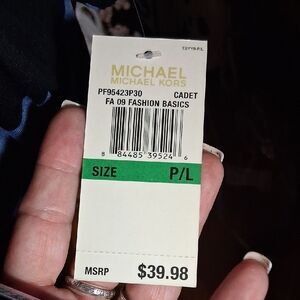 MICHAEL
MICHAEL KORS
PF95423P30 CADET
FA 09 FASHION BASICS
8 84485 39524 6
SIZE P/L
MSRP $39.98